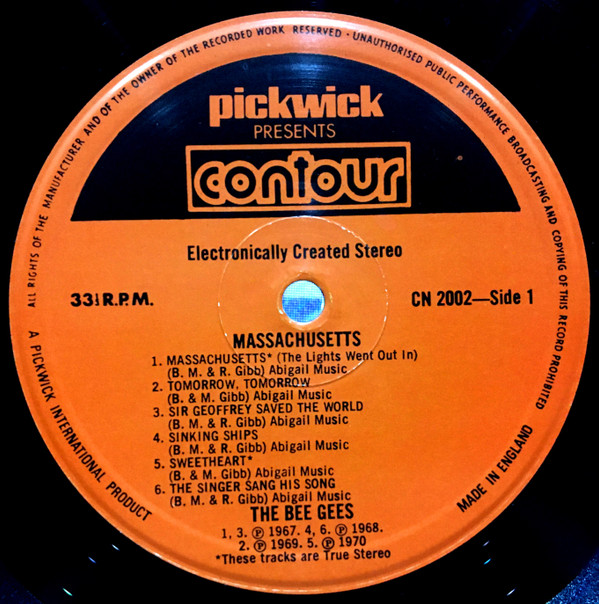 ALL RIGHTS OF THE MANUFACTURER AND OF THE OWNER OF THE RECORDED WORK RESERVED · UNAUTHORISED PUBLIC PERFORMANCE BROADCASTING AND COPYING OF THIS RECORD PROHIBITED
pickwick
PRESENTS
contour
Electronically Created Stereo
33⅓ R.P.M.
CN 2002—Side 1
MASSACHUSETTS
1. MASSACHUSETTS* (The Lights Went Out In)
(B. M. & R. Gibb) Abigail Music
2. TOMORROW, TOMORROW
(B. & M. Gibb) Abigail Music
3. SIR GEOFFREY SAVED THE WORLD
(B. M. & R. Gibb) Abigail Music
4. SINKING SHIPS
(B. M. & R. Gibb) Abigail Music
5. SWEETHEART*
(B. & M. Gibb) Abigail Music
6. THE SINGER SANG HIS SONG
(B. M. & R. Gibb) Abigail Music
THE BEE GEES
1, 3. ℗ 1967. 4, 6. ℗ 1968.
2. ℗ 1969. 5. ℗ 1970
*These tracks are True Stereo
A PICKWICK INTERNATIONAL PRODUCT
MADE IN ENGLAND